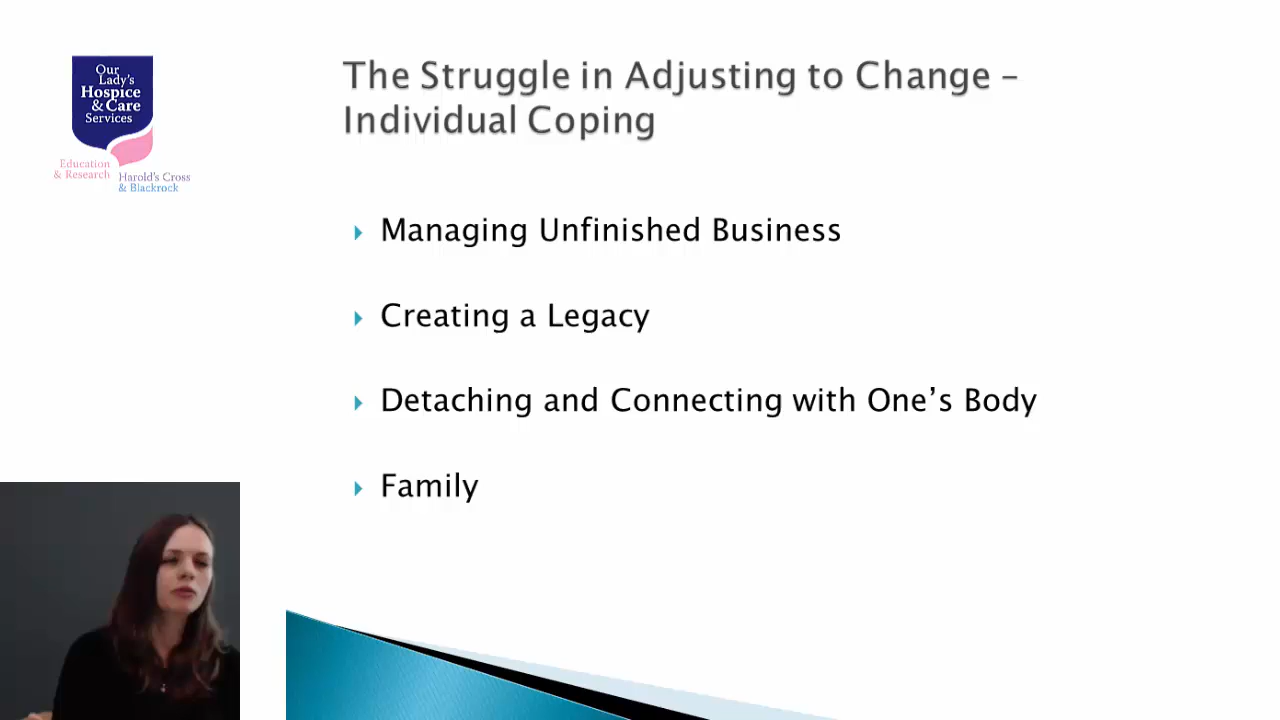 Our
Lady's
Hospice
& Care
Services
Education
& Research
Harold's Cross
& Blackrock
The Struggle in Adjusting to Change –
Individual Coping
Managing Unfinished Business
Creating a Legacy
Detaching and Connecting with One’s Body
Family